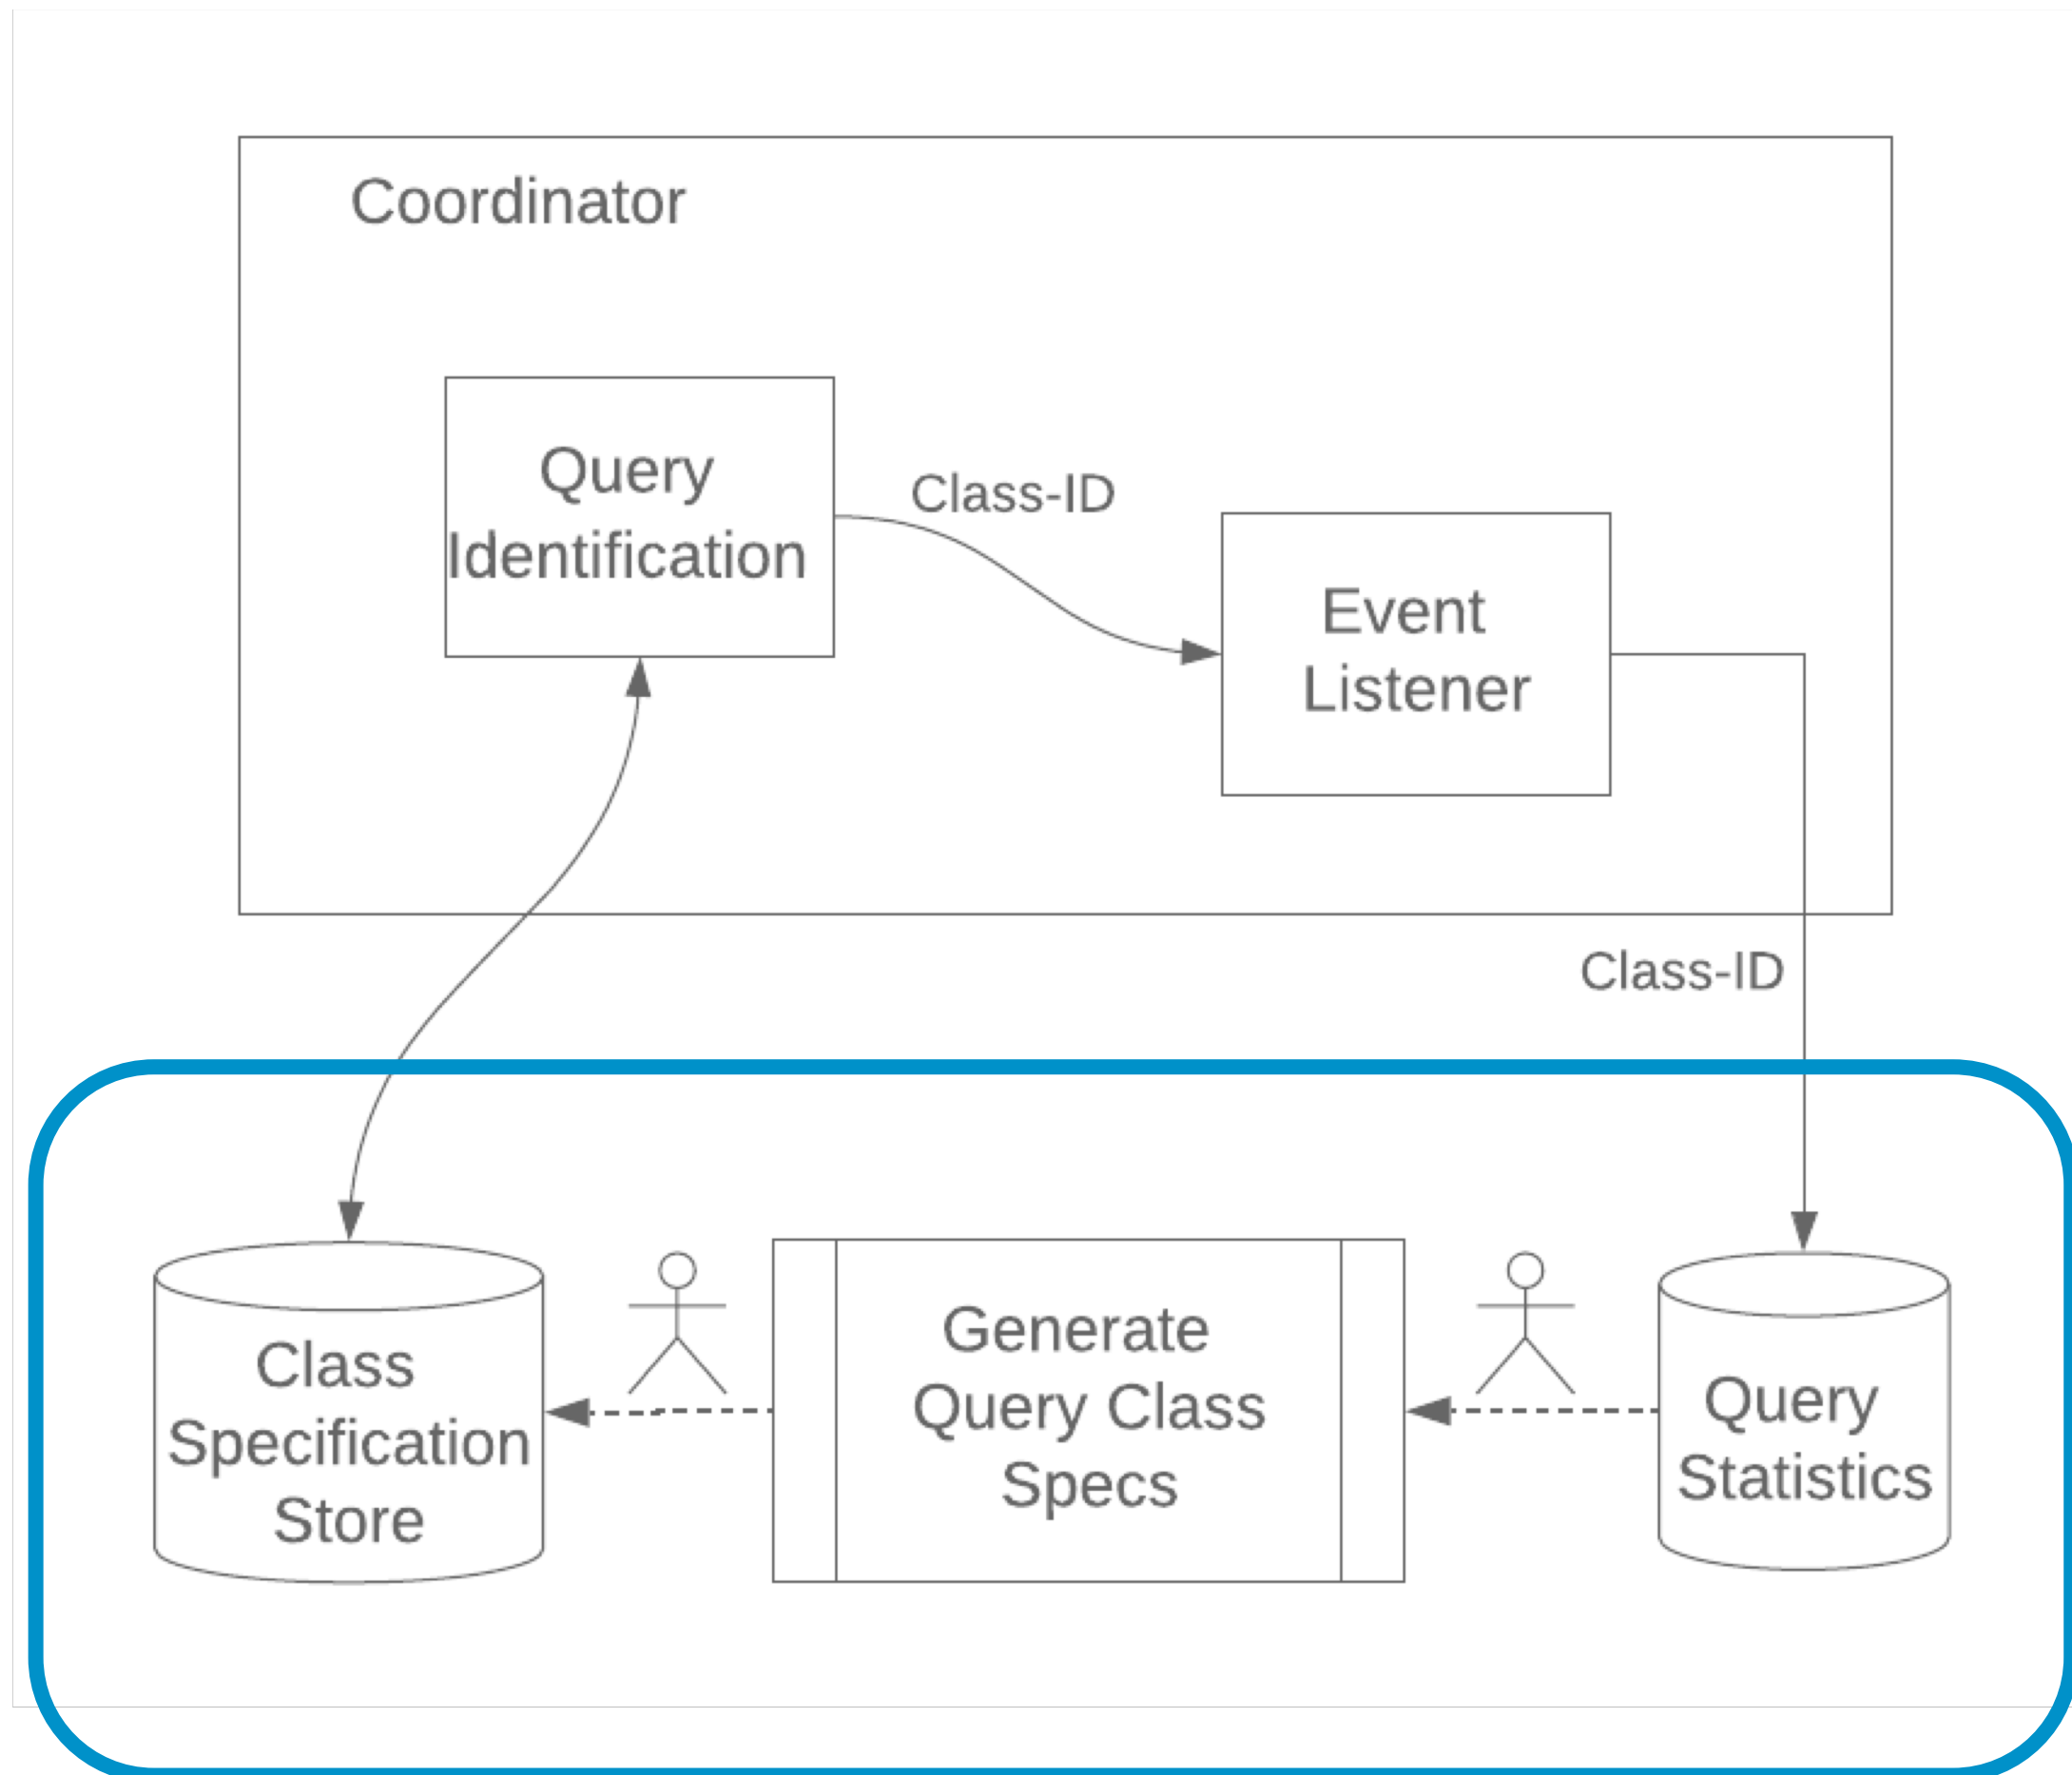 Coordinator
Query
Identification
Class-ID
Event
Listener
Class-ID
Class
Specification
Store
Generate
Query Class
Specs
Query
Statistics